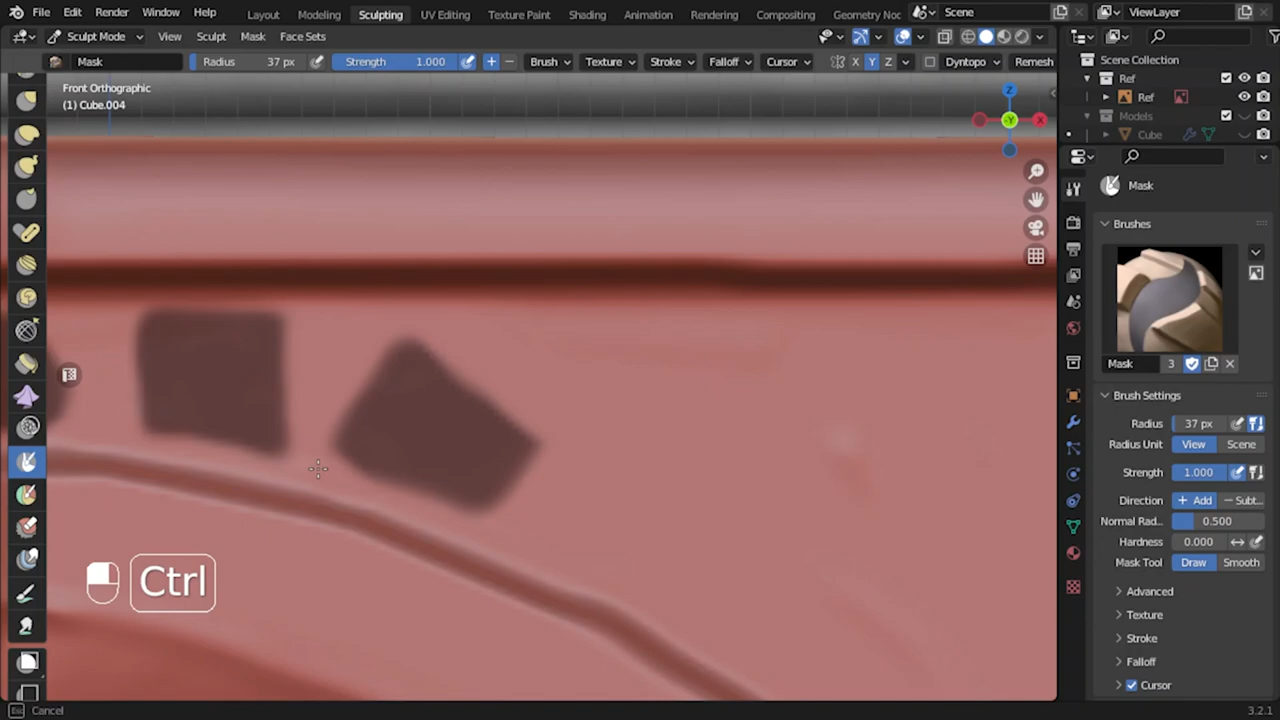 File Edit Render Window Help Layout Modeling Sculpting UV Editing Texture Paint Shading Animation Rendering Compositing Geometry Noc Scene ViewLayer
Sculpt Mode View Sculpt Mask Face Sets
Mask Radius 37 px Strength 1.000 Brush Texture Stroke Falloff Cursor X Y Z Dyntopo Remesh
Scene Collection
Ref
Ref
Models
Cube
Front Orthographic
(1) Cube.004
Z
-Y
X
Mask
Brushes
Mask 3
Brush Settings
Radius 37 px
Radius Unit View Scene
Strength 1.000
Direction + Add Subt...
Normal Rad... 0.500
Hardness 0.000
Mask Tool Draw Smooth
Advanced
Texture
Stroke
Falloff
Cursor
Ctrl
Esc Cancel 3.2.1